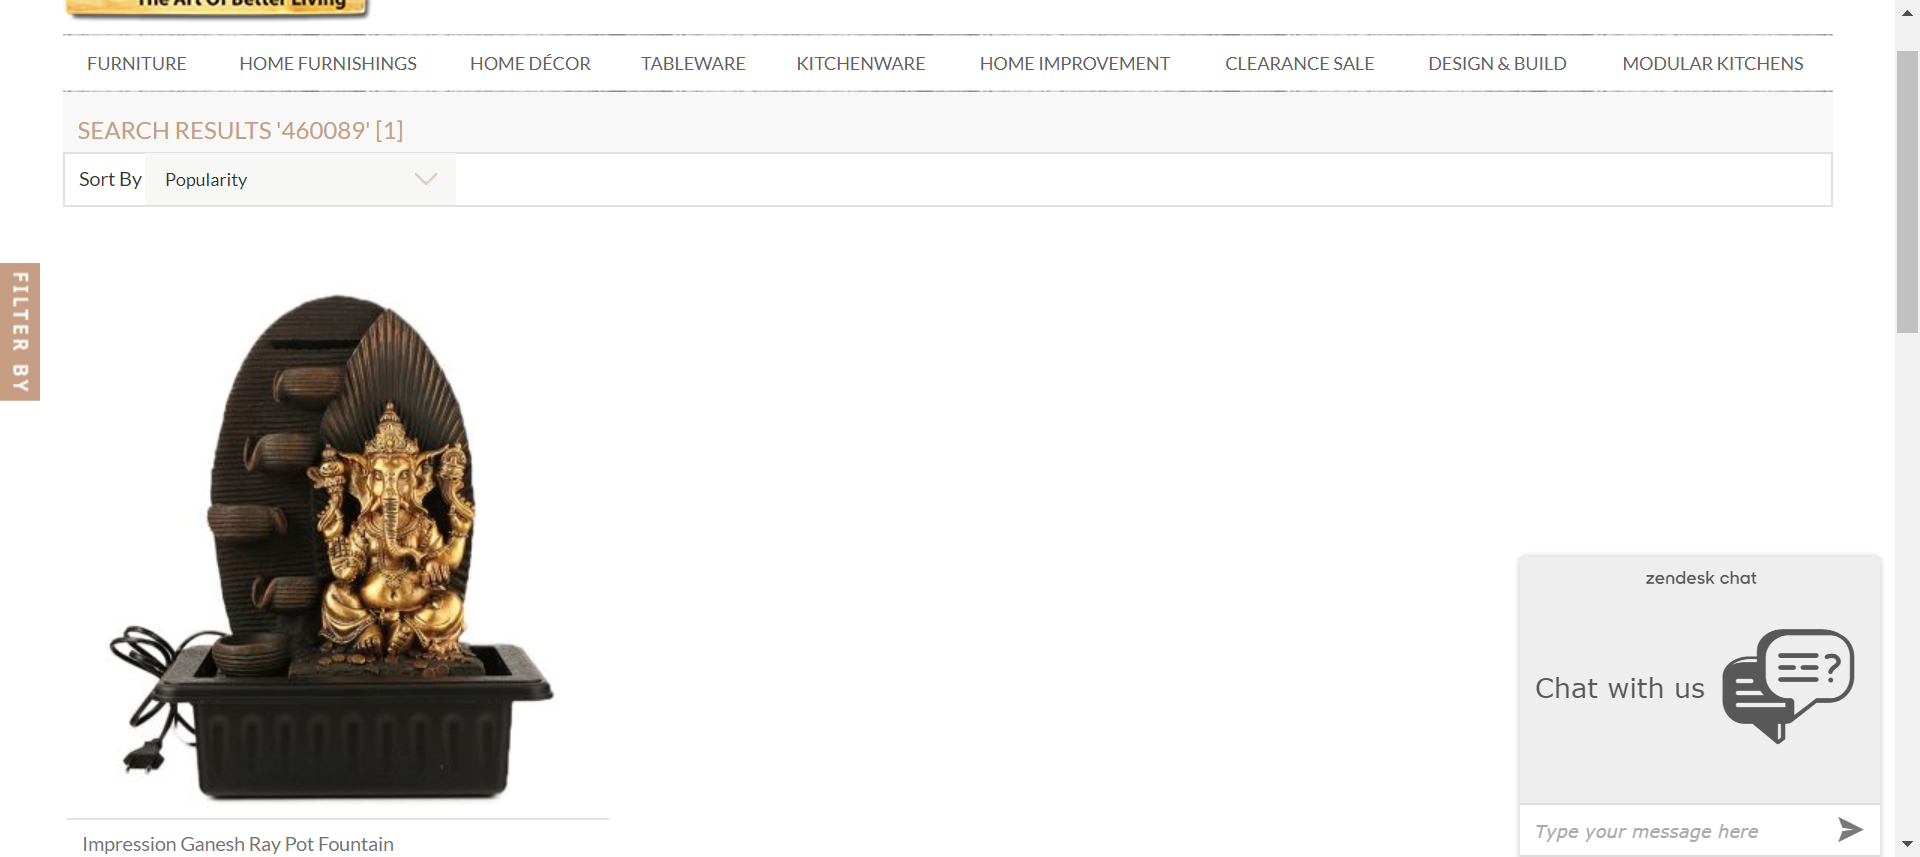 The Art Of Better Living
FURNITURE HOME FURNISHINGS HOME DÉCOR TABLEWARE KITCHENWARE HOME IMPROVEMENT CLEARANCE SALE DESIGN & BUILD MODULAR KITCHENS
SEARCH RESULTS '460089' [1]
Sort By Popularity
FILTER BY
zendesk chat
Chat with us
Type your message here
Impression Ganesh Ray Pot Fountain